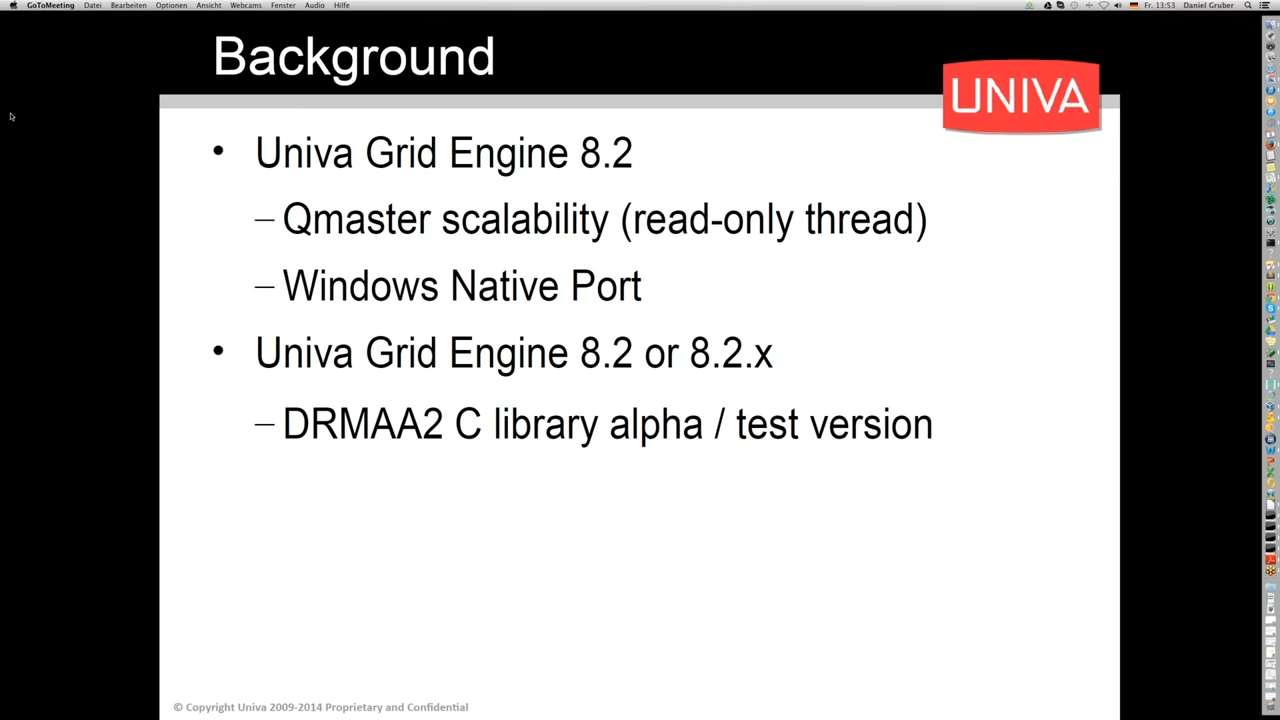 GoToMeeting Datei Bearbeiten Optionen Ansicht Webcams Fenster Audio Hilfe Fr. 13:53 Daniel Gruber
Background
UNIVA
• Univa Grid Engine 8.2
– Qmaster scalability (read-only thread)
– Windows Native Port
• Univa Grid Engine 8.2 or 8.2.x
– DRMAA2 C library alpha / test version
© Copyright Univa 2009-2014 Proprietary and Confidential